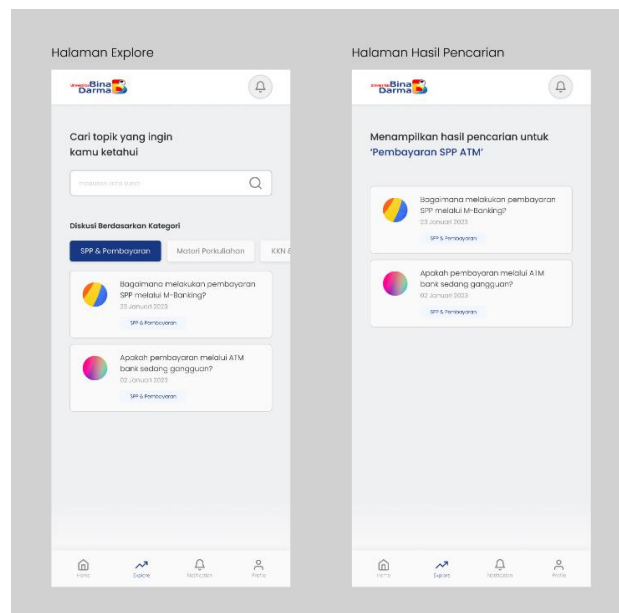 Halaman Explore
Universitas Bina
Darma
Cari topik yang ingin
kamu ketahui
Diskusi Berdasarkan Kategori
SPP & Pembayaran
Materi Perkuliahan
KKN &
Bagaimana melakukan pembayaran
SPP melalui M-Banking?
23 Januari 2023
SPP & Pembayaran
Apakah pembayaran melalui ATM
bank sedang gangguan?
02 Januari 2023
SPP & Pembayaran
Home
Explore
Notification
Profile
Halaman Hasil Pencarian
Universitas Bina
Darma
Menampilkan hasil pencarian untuk
'Pembayaran SPP ATM'
Bagaimana melakukan pembayaran
SPP melalui M-Banking?
23 Januari 2023
SPP & Pembayaran
Apakah pembayaran melalui ATM
bank sedang gangguan?
02 Januari 2023
SPP & Pembayaran
Home
Explore
Notification
Profile